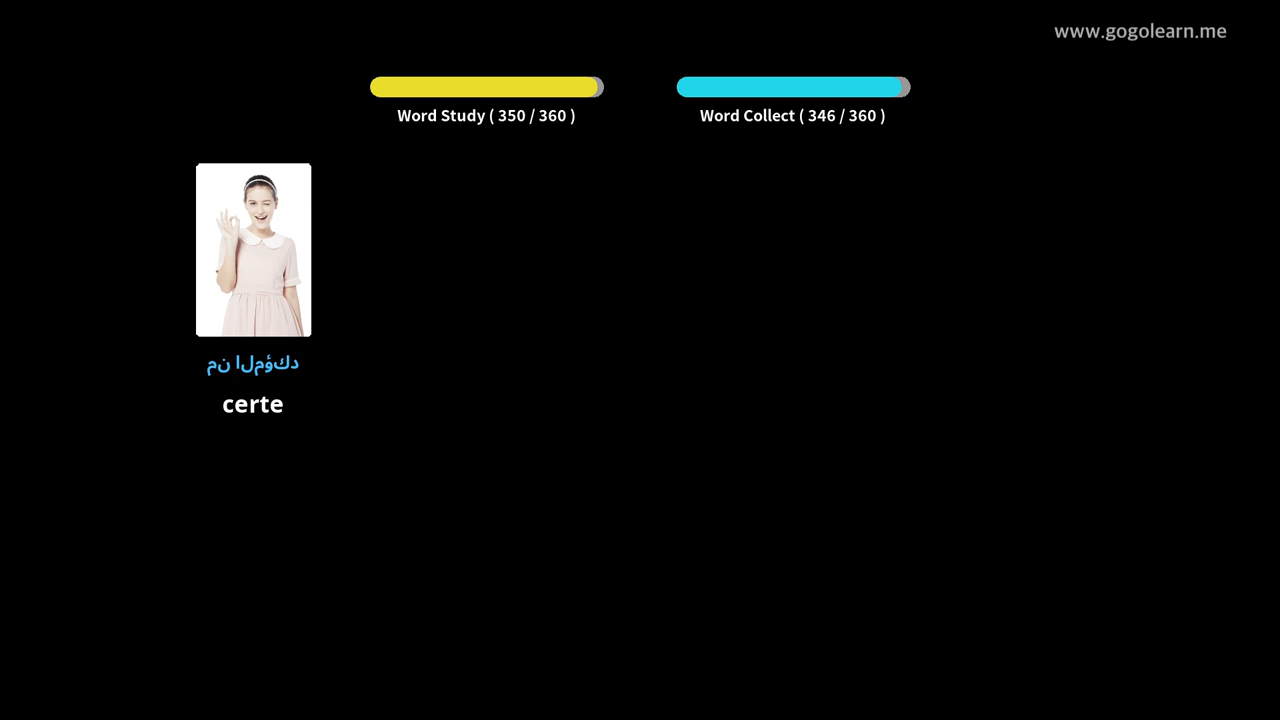 www.gogolearn.me
Word Study ( 350 / 360 )
Word Collect ( 346 / 360 )
من المؤكد
certe